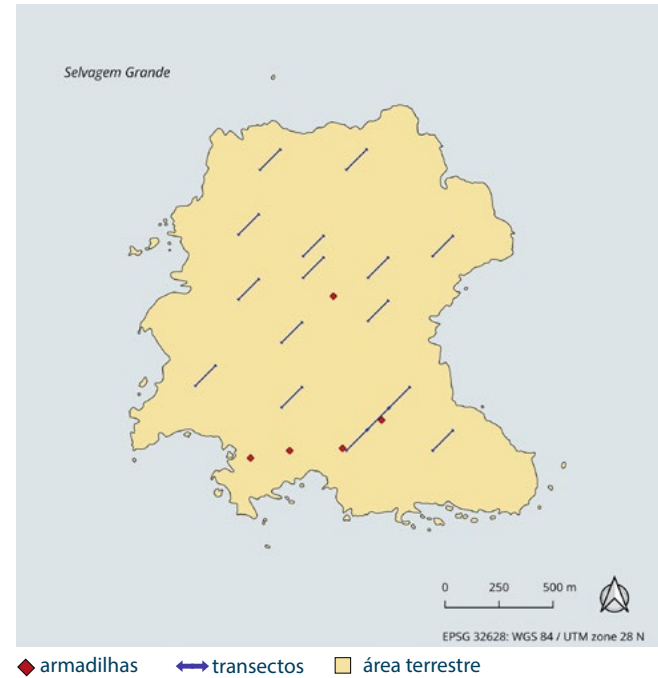 Selvagem Grande
0 250 500 m
EPSG 32628: WGS 84 / UTM zone 28 N
armadilhas transectos área terrestre